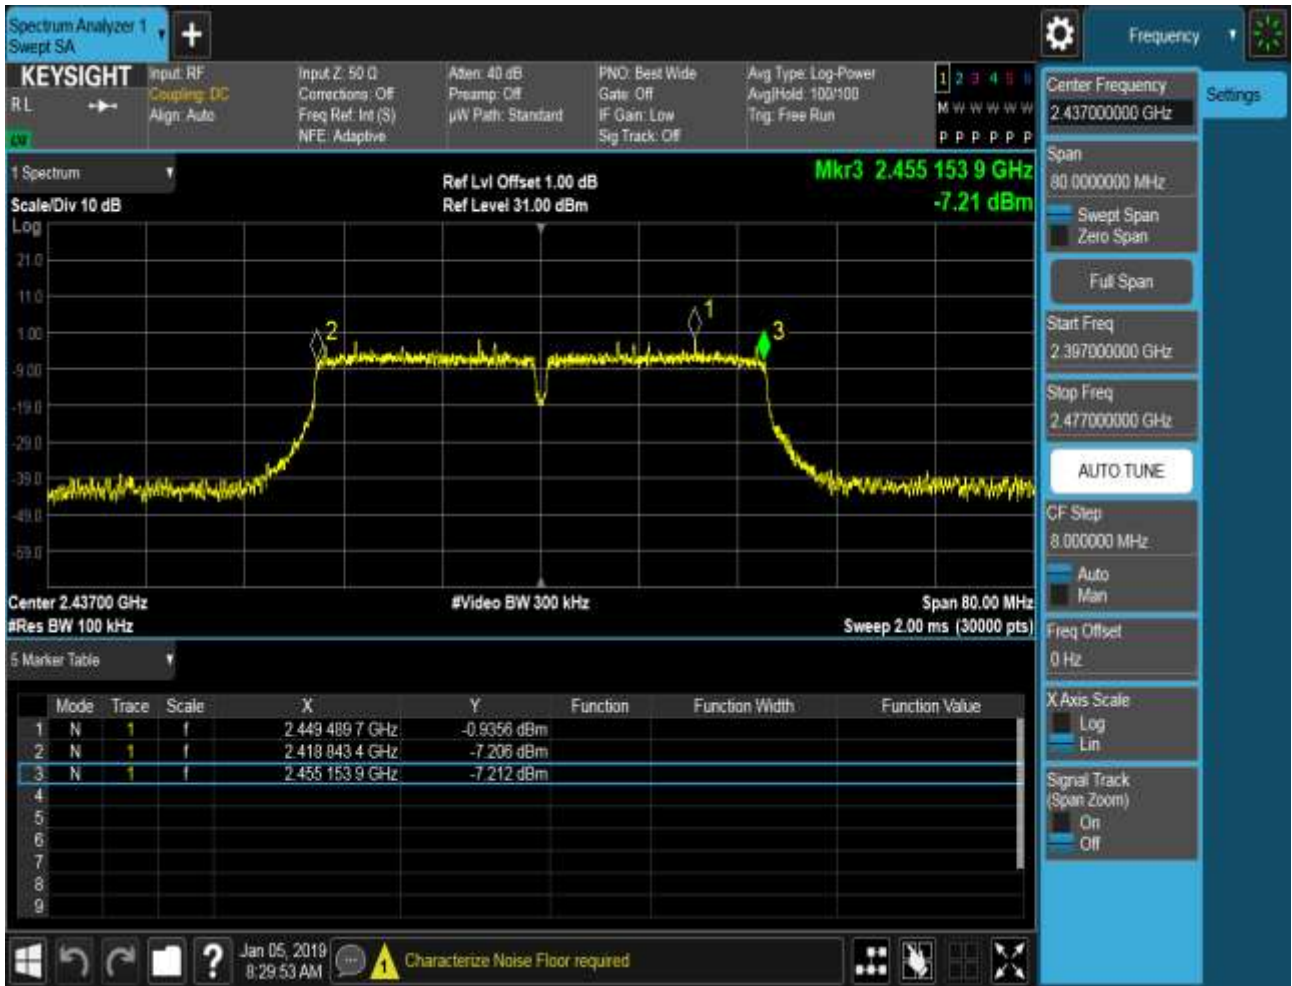 Spectrum Analyzer 1
Swept SA
+
Frequency
KEYSIGHT
RL
LXI
Input: RF
Coupling: DC
Align: Auto
Input Z: 50 Ω
Corrections: Off
Freq Ref: Int (S)
NFE: Adaptive
Atten: 40 dB
Preamp: Off
µW Path: Standard
PNO: Best Wide
Gate: Off
IF Gain: Low
Sig Track: Off
Avg Type: Log-Power
Avg|Hold: 100/100
Trig: Free Run
1 2 3 4 5 6
M W W W W W
P P P P P P
1 Spectrum
Scale/Div 10 dB
Ref Lvl Offset 1.00 dB
Ref Level 31.00 dBm
Mkr3 2.455 153 9 GHz
-7.21 dBm
Log
21.0
11.0
1.00
-9.00
-19.0
-29.0
-39.0
-49.0
-59.0
2
1
3
Center 2.43700 GHz
#Res BW 100 kHz
#Video BW 300 kHz
Span 80.00 MHz
Sweep 2.00 ms (30000 pts)
5 Marker Table
Mode Trace Scale X Y Function Function Width Function Value
1 N 1 f 2.449 489 7 GHz -0.9356 dBm
2 N 1 f 2.418 843 4 GHz -7.206 dBm
3 N 1 f 2.455 153 9 GHz -7.212 dBm
4
5
6
7
8
9
Center Frequency
2.437000000 GHz
Settings
Span
80.0000000 MHz
Swept Span
Zero Span
Full Span
Start Freq
2.397000000 GHz
Stop Freq
2.477000000 GHz
AUTO TUNE
CF Step
8.000000 MHz
Auto
Man
Freq Offset
0 Hz
X Axis Scale
Log
Lin
Signal Track
(Span Zoom)
On
Off
?
Jan 05, 2019
8:29:53 AM
1
Characterize Noise Floor required